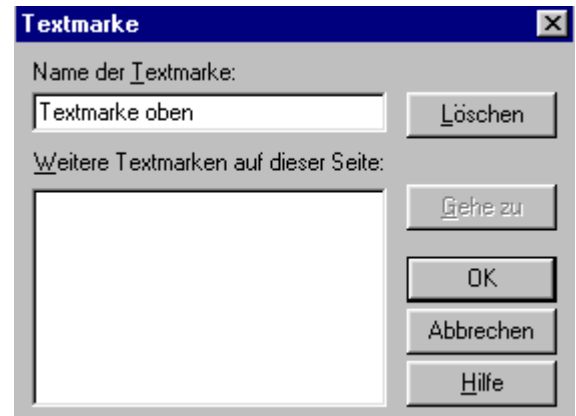 Textmarke
Name der Textmarke:
Textmarke oben
Löschen
Weitere Textmarken auf dieser Seite:
Gehe zu
OK
Abbrechen
Hilfe